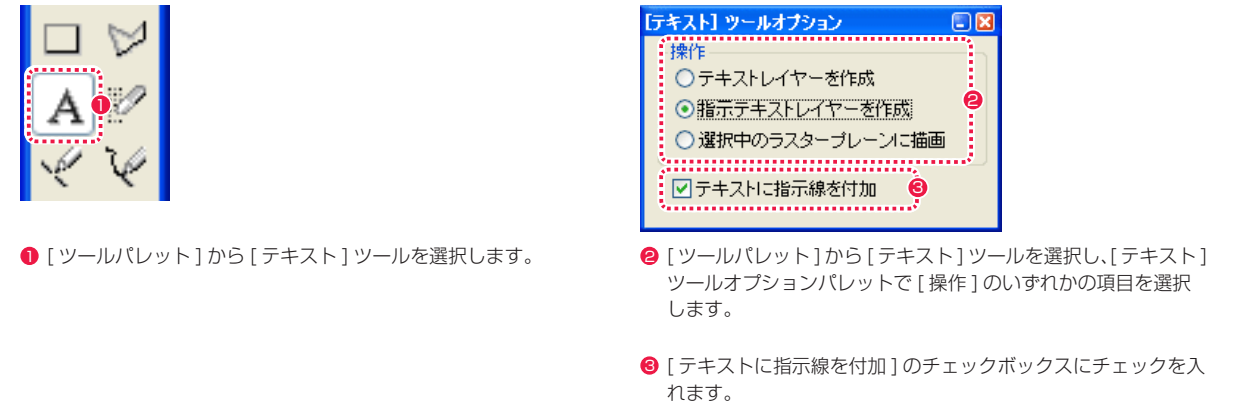 A
❶
❶ [ ツールパレット ] から [ テキスト ] ツールを選択します。
[テキスト] ツールオプション
操作
テキストレイヤーを作成
指示テキストレイヤーを作成
選択中のラスタープレーンに描画
❷
テキストに指示線を付加
❸
❷ [ ツールパレット ] から [ テキスト ] ツールを選択し、[ テキスト ]
ツールオプションパレットで [ 操作 ] のいずれかの項目を選択
します。
❸ [ テキストに指示線を付加 ] のチェックボックスにチェックを入
れます。